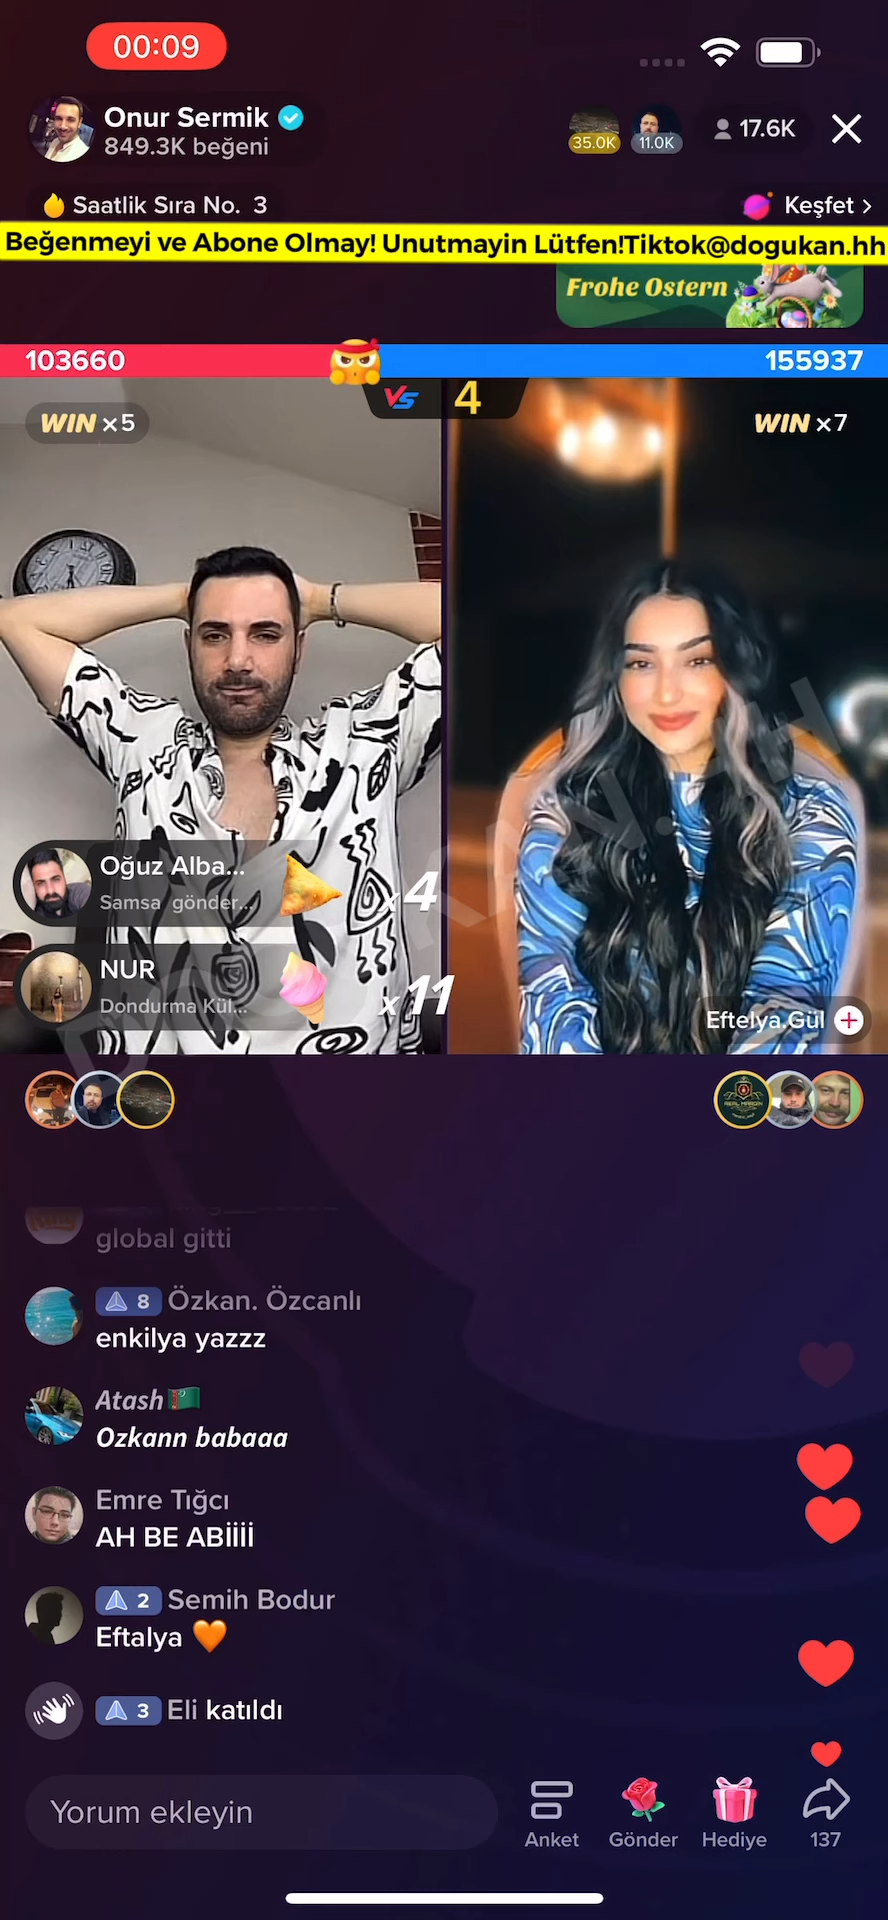 00:09
Onur Sermik
849.3K beğeni
35.0K
11.0K
17.6K
Saatlik Sıra No. 3
Keşfet >
Beğenmeyi ve Abone Olmay! Unutmayin Lütfen!Tiktok@dogukan.hh
Frohe Ostern
103660
155937
VS
4
WIN x5
WIN x7
DOGUKAN.HH
Oğuz Alba...
Samsa gönder...
x4
NUR
Dondurma Kül...
x11
Eftelya.Gül
REAL MARDIN
global gitti
8 Özkan. Özcanlı
enkilya yazzz
Atash
Ozkann babaaa
Emre Tığcı
AH BE ABİİİİ
2 Semih Bodur
Eftalya
3 Eli katıldı
Yorum ekleyin
Anket
Gönder
Hediye
137